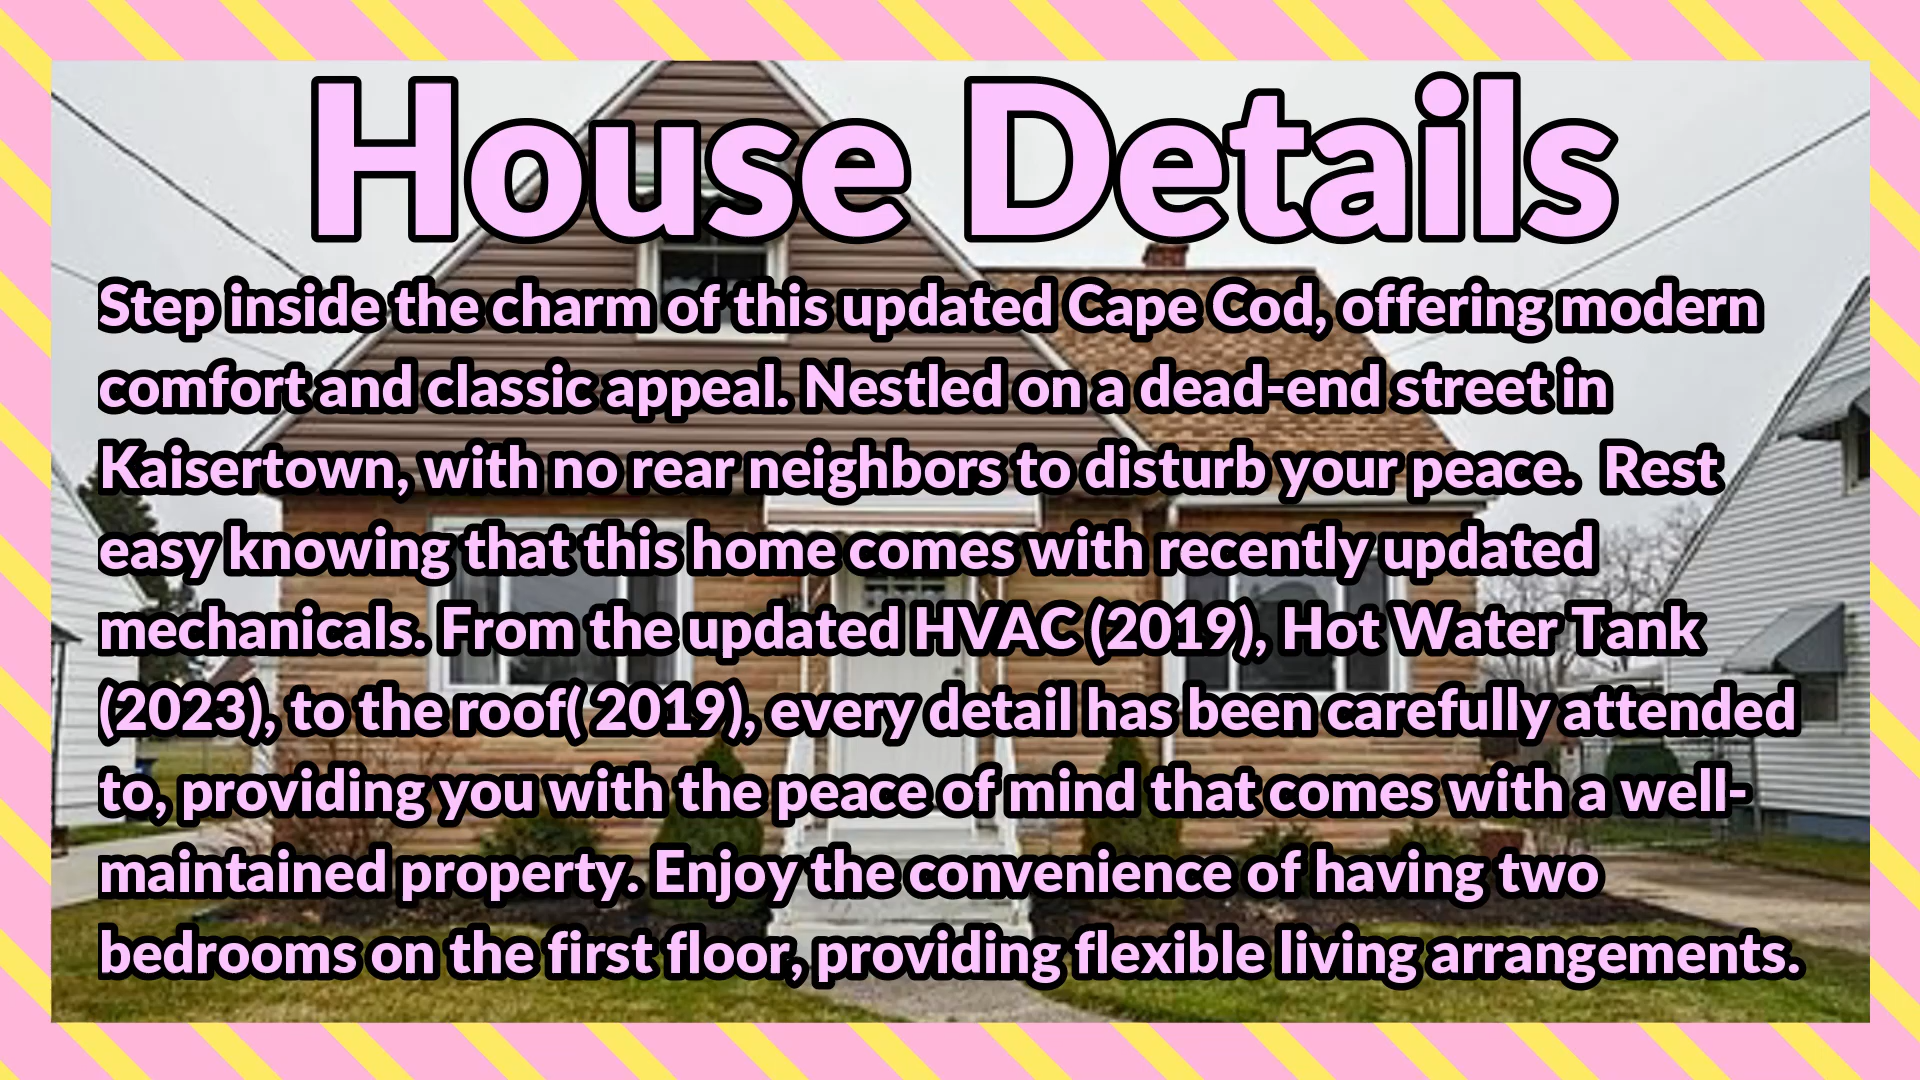 House Details
Step inside the charm of this updated Cape Cod, offering modern
comfort and classic appeal. Nestled on a dead-end street in
Kaisertown, with no rear neighbors to disturb your peace.  Rest
easy knowing that this home comes with recently updated
mechanicals. From the updated HVAC (2019), Hot Water Tank
(2023), to the roof( 2019), every detail has been carefully attended
to, providing you with the peace of mind that comes with a well-
maintained property. Enjoy the convenience of having two
bedrooms on the first floor, providing flexible living arrangements.